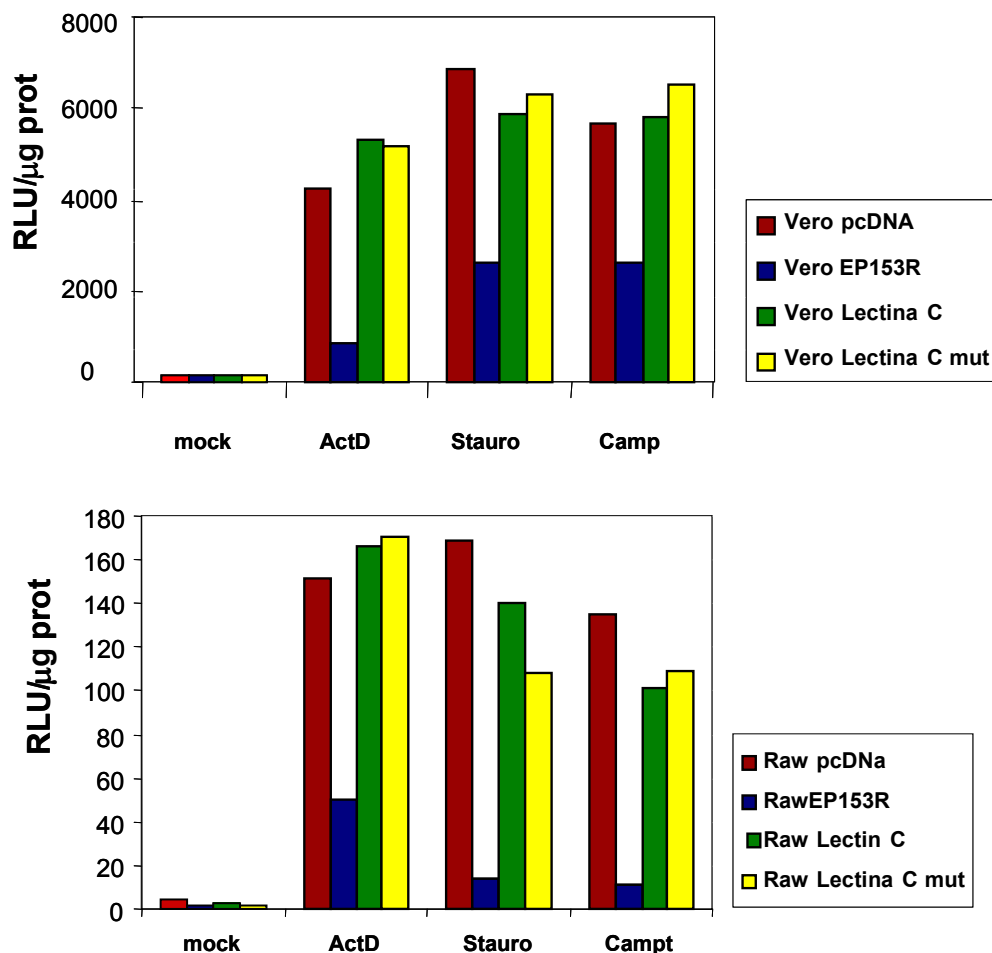 RLU/µg prot
8000
6000
4000
2000
0
mock ActD Stauro Camp
Vero pcDNA
Vero EP153R
Vero Lectina C
Vero Lectina C mut
RLU/µg prot
180
160
140
120
100
80
60
40
20
0
mock ActD Stauro Campt
Raw pcDNa
RawEP153R
Raw Lectin C
Raw Lectina C mut